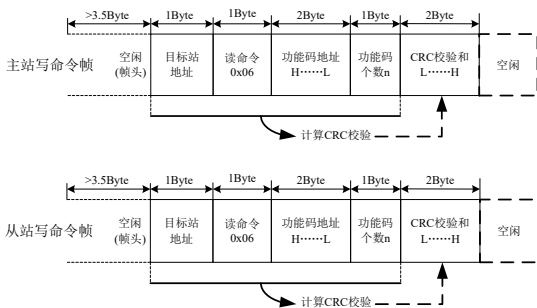 >3.5Byte 1Byte 1Byte 2Byte 1Byte 2Byte
主站写命令帧
空闲
(帧头)
目标站
地址
读命令
0x06
功能码地址
H……L
功能码
个数n
CRC校验和
L……H
空闲
计算CRC校验
>3.5Byte 1Byte 1Byte 2Byte 1Byte 2Byte
从站写命令帧
空闲
(帧头)
目标站
地址
读命令
0x06
功能码地址
H……L
功能码
个数n
CRC校验和
L……H
空闲
计算CRC校验